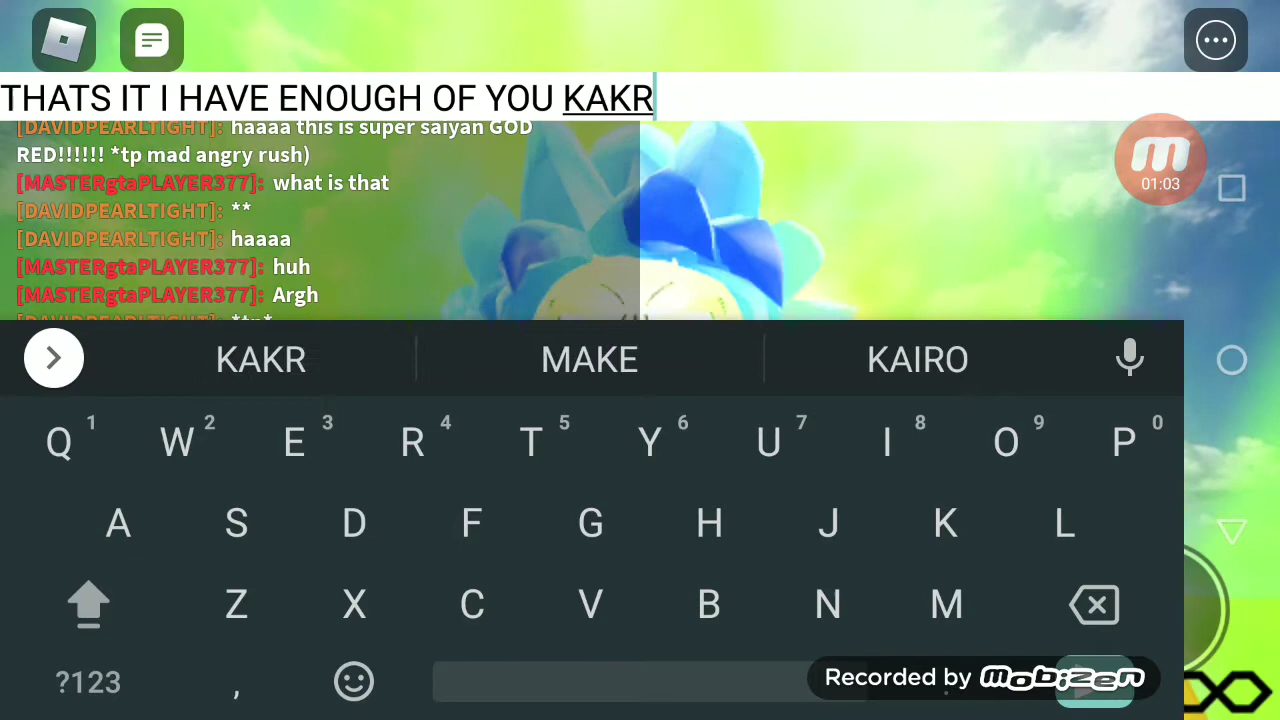 THATS IT I HAVE ENOUGH OF YOU KAKR
[DAVIDPEARLTIGHT]: haaaa this is super saiyan GOD
RED!!!!!! *tp mad angry rush)
[MASTERgtaPLAYER377]: what is that
[DAVIDPEARLTIGHT]: **
[DAVIDPEARLTIGHT]: haaaa
[MASTERgtaPLAYER377]: huh
[MASTERgtaPLAYER377]: Argh
01:03
KAKR MAKE KAIRO
Q 1 W 2 E 3 R 4 T 5 Y 6 U 7 I 8 O 9 P 0
A S D F G H J K L
Z X C V B N M
?123 ,
Recorded by mobizen